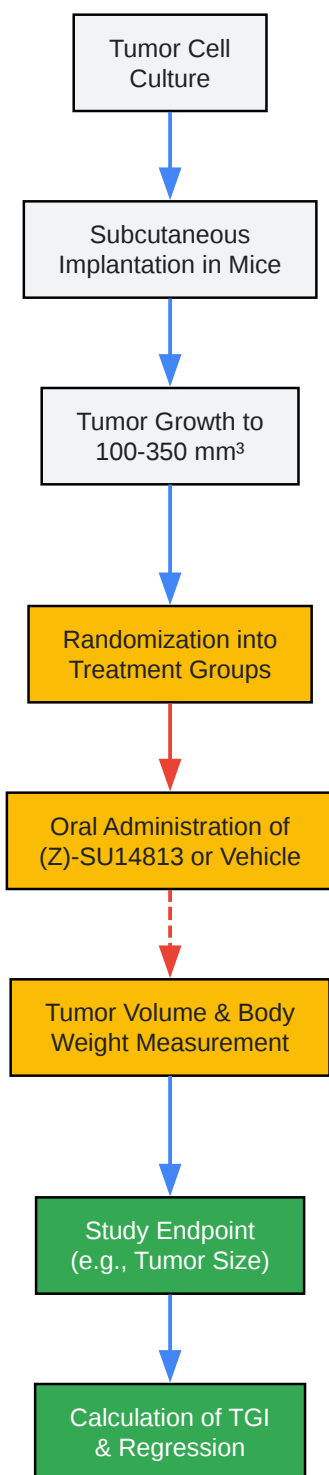 Tumor Cell
Culture
Subcutaneous
Implantation in Mice
Tumor Growth to
100-350 mm³
Randomization into
Treatment Groups
Oral Administration of
(Z)-SU14813 or Vehicle
Tumor Volume & Body
Weight Measurement
Study Endpoint
(e.g., Tumor Size)
Calculation of TGI
& Regression